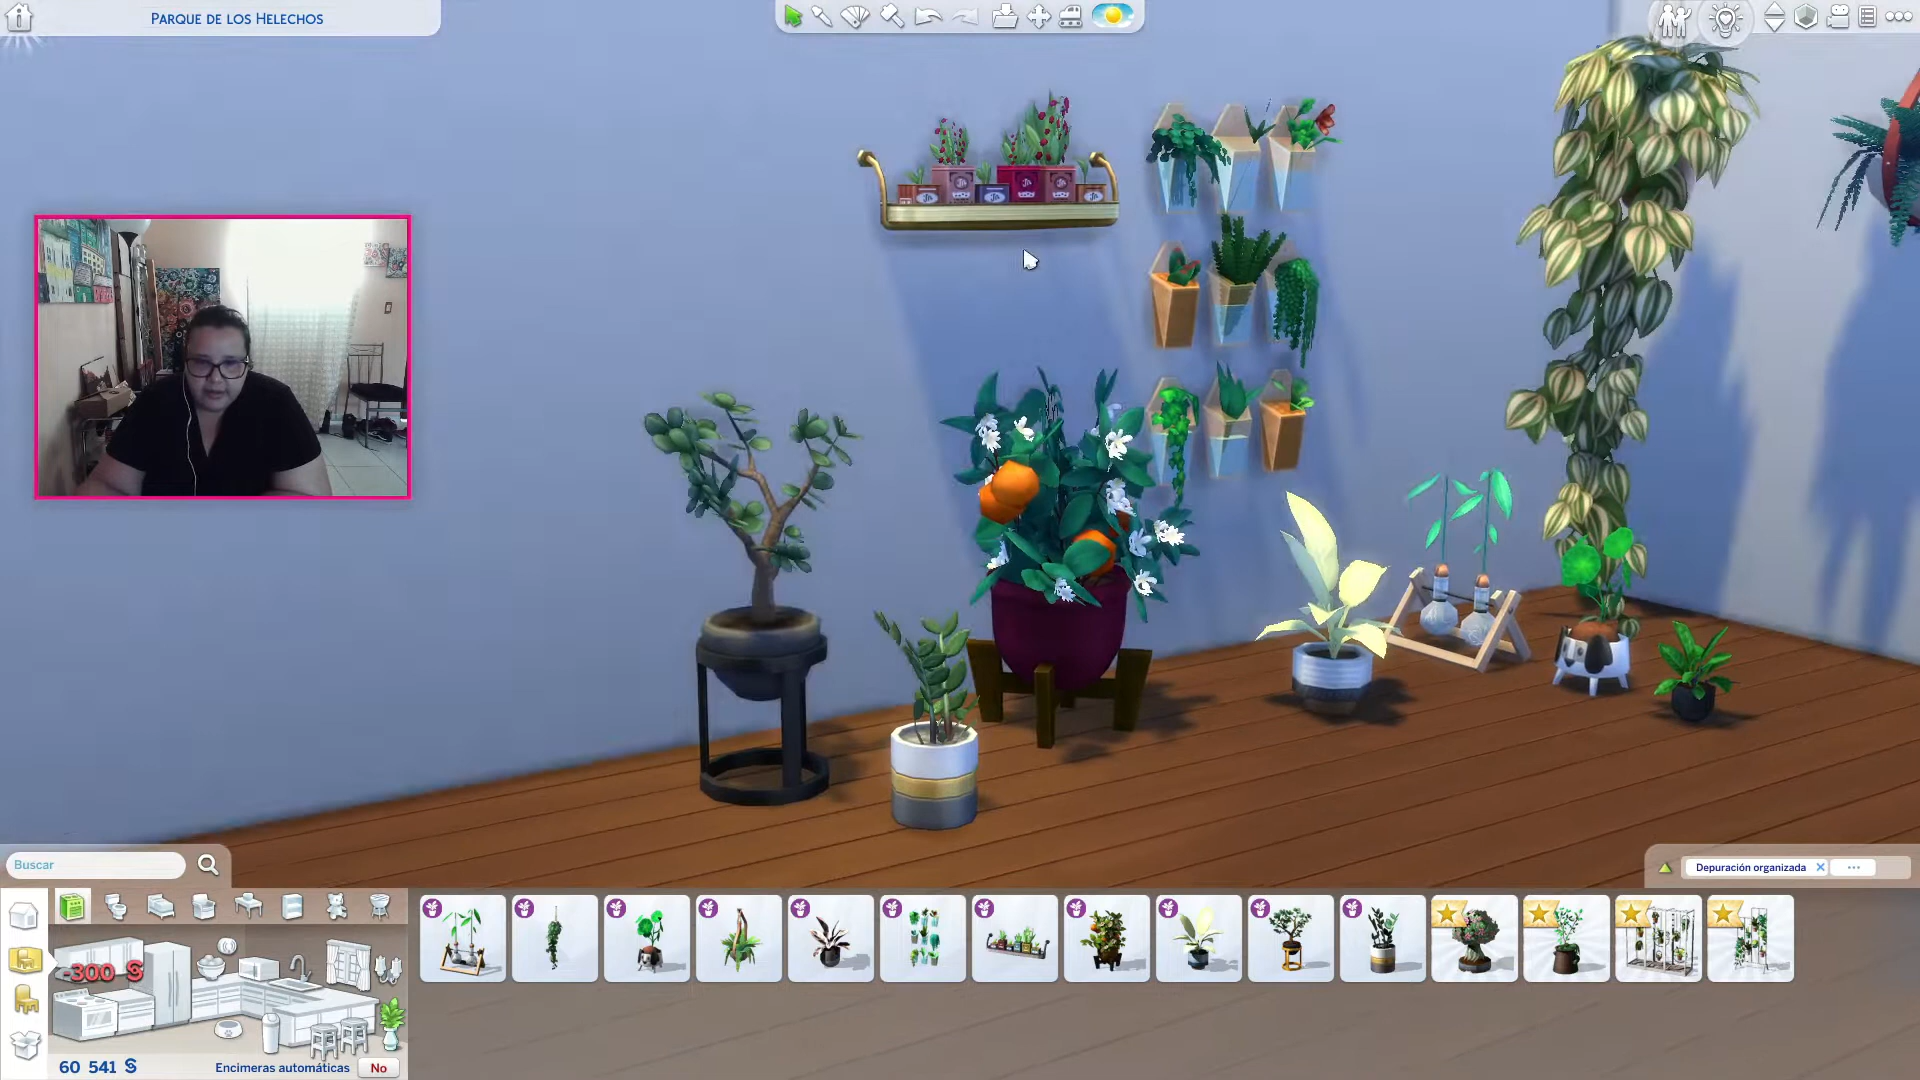 PARQUE DE LOS HELECHOS
Buscar
Depuración organizada
-300 §
60 541 §
Encimeras automáticas
No